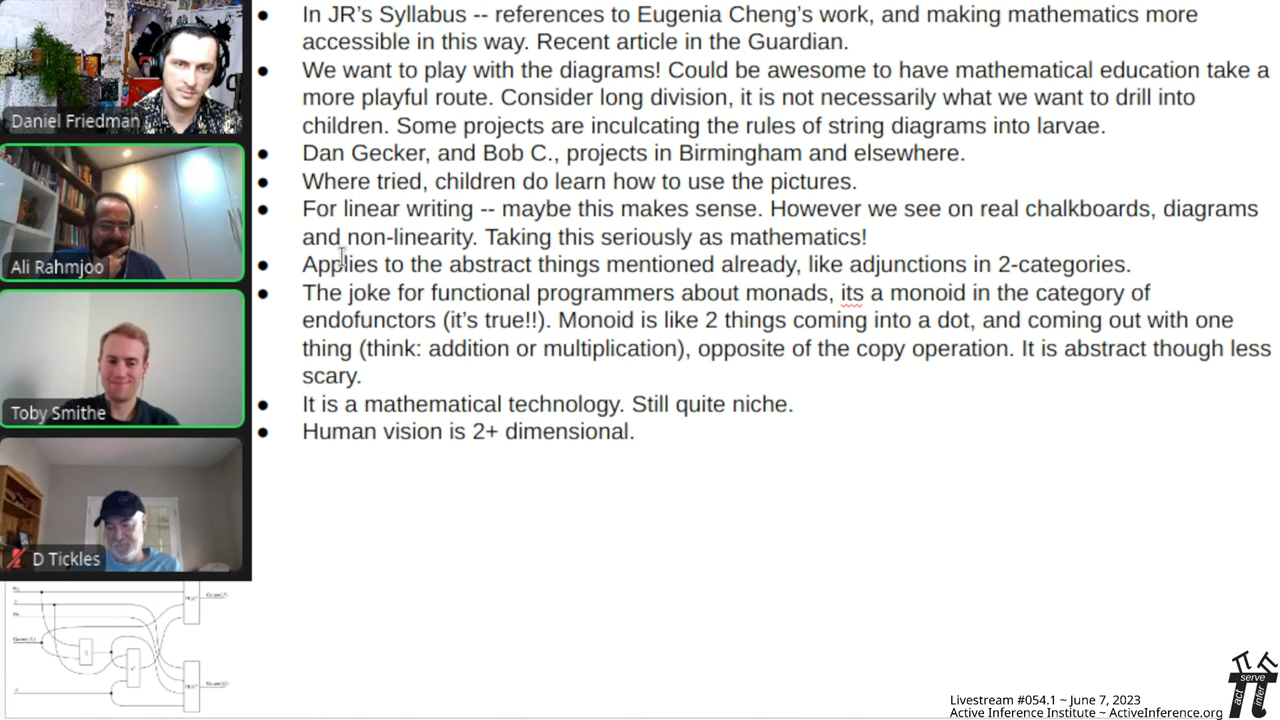 Daniel Friedman
Ali Rahmjoo
Toby Smithe
D Tickles
● In JR's Syllabus -- references to Eugenia Cheng's work, and making mathematics more
accessible in this way. Recent article in the Guardian.
● We want to play with the diagrams! Could be awesome to have mathematical education take a
more playful route. Consider long division, it is not necessarily what we want to drill into
children. Some projects are inculcating the rules of string diagrams into larvae.
● Dan Gecker, and Bob C., projects in Birmingham and elsewhere.
● Where tried, children do learn how to use the pictures.
● For linear writing -- maybe this makes sense. However we see on real chalkboards, diagrams
and non-linearity. Taking this seriously as mathematics!
● Applies to the abstract things mentioned already, like adjunctions in 2-categories.
● The joke for functional programmers about monads, its a monoid in the category of
endofunctors (it's true!!). Monoid is like 2 things coming into a dot, and coming out with one
thing (think: addition or multiplication), opposite of the copy operation. It is abstract though less
scary.
● It is a mathematical technology. Still quite niche.
● Human vision is 2+ dimensional.
act
serve
infer
Livestream #054.1 ~ June 7, 2023
Active Inference Institute ~ ActiveInference.org